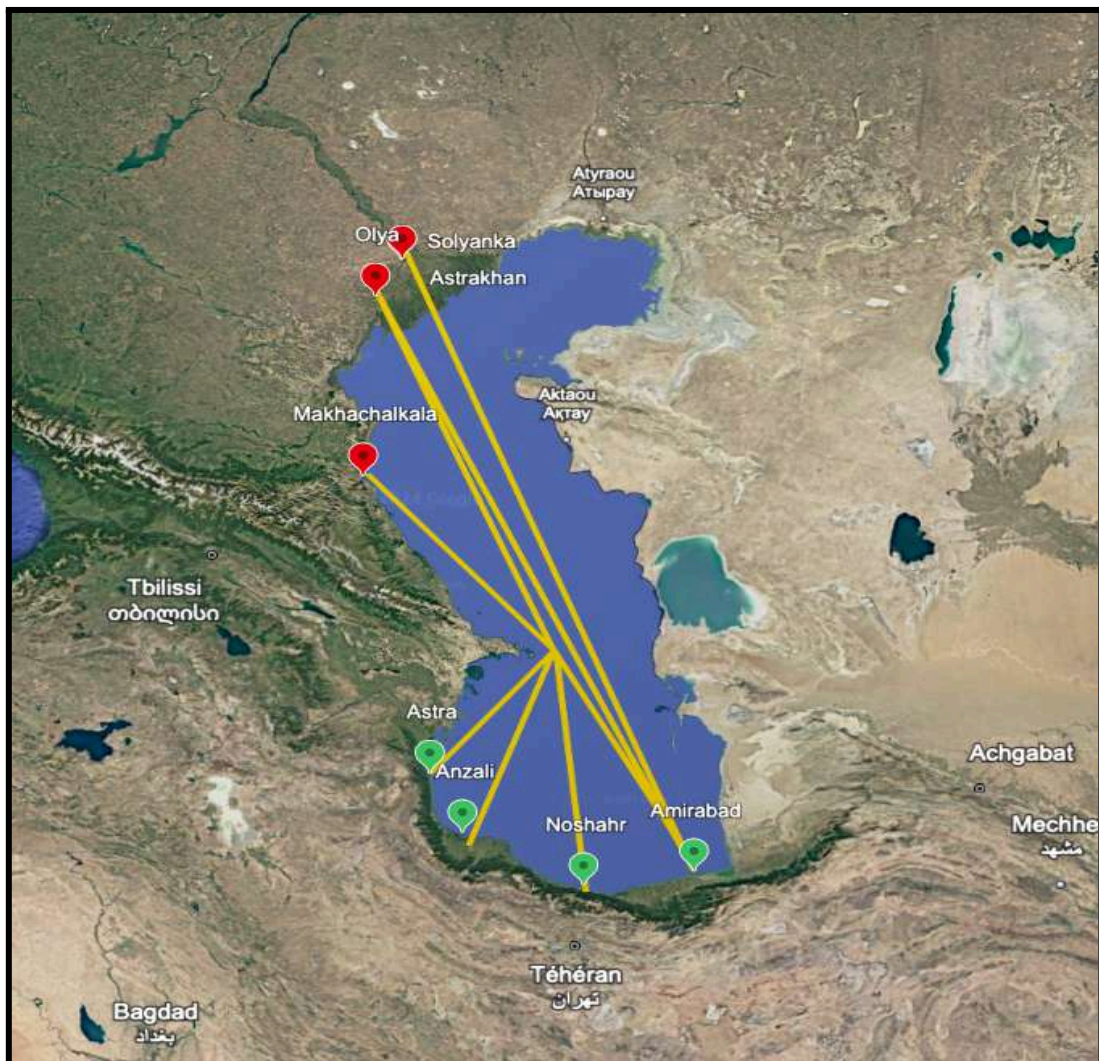 Atyraou
Атырау
Olya
Solyanka
Astrakhan
Aktaou
Ақтау
Makhachalkala
Tbilissi
თბილისი
Astra
Anzali
Achgabat
Amirabad
Noshahr
Mechhe
مشهد
Téhéran
تهران
Bagdad
بغداد